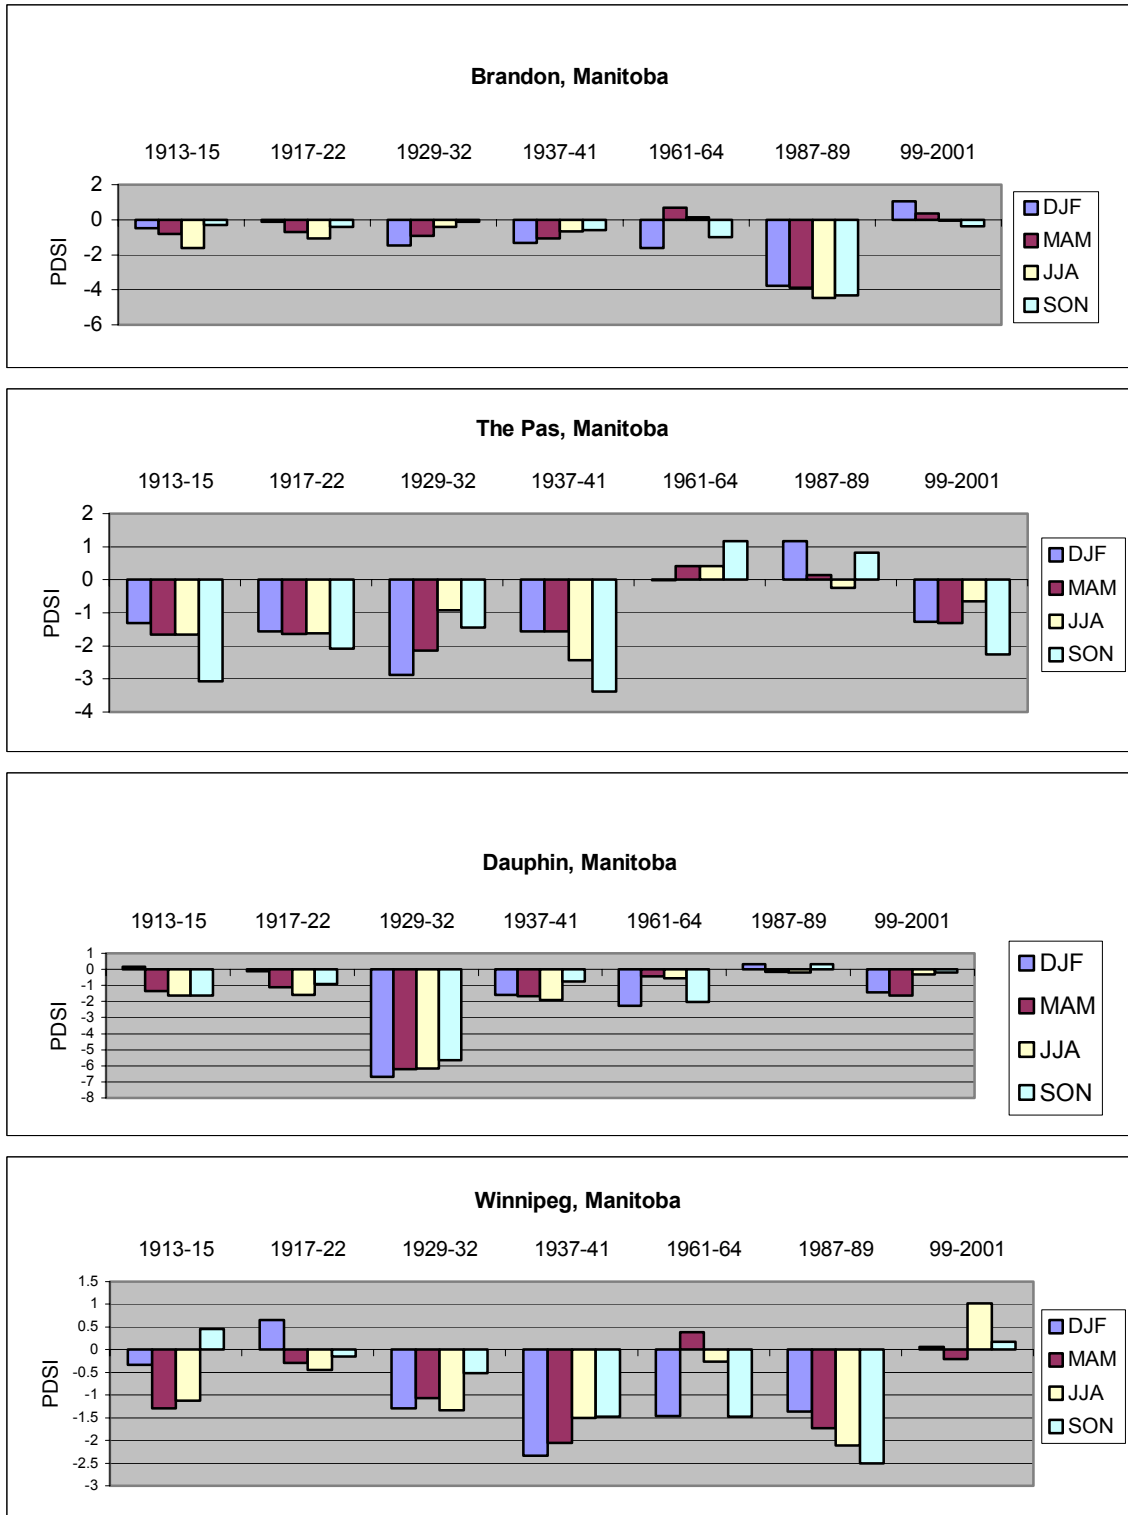 Brandon, Manitoba
1913-15 1917-22 1929-32 1937-41 1961-64 1987-89 99-2001
2
0
-2
-4
-6
PDSI
DJF
MAM
JJA
SON
The Pas, Manitoba
1913-15 1917-22 1929-32 1937-41 1961-64 1987-89 99-2001
2
1
0
-1
-2
-3
-4
PDSI
DJF
MAM
JJA
SON
Dauphin, Manitoba
1913-15 1917-22 1929-32 1937-41 1961-64 1987-89 99-2001
1
0
-1
-2
-3
-4
-5
-6
-7
-8
PDSI
DJF
MAM
JJA
SON
Winnipeg, Manitoba
1913-15 1917-22 1929-32 1937-41 1961-64 1987-89 99-2001
1.5
1
0.5
0
-0.5
-1
-1.5
-2
-2.5
-3
PDSI
DJF
MAM
JJA
SON